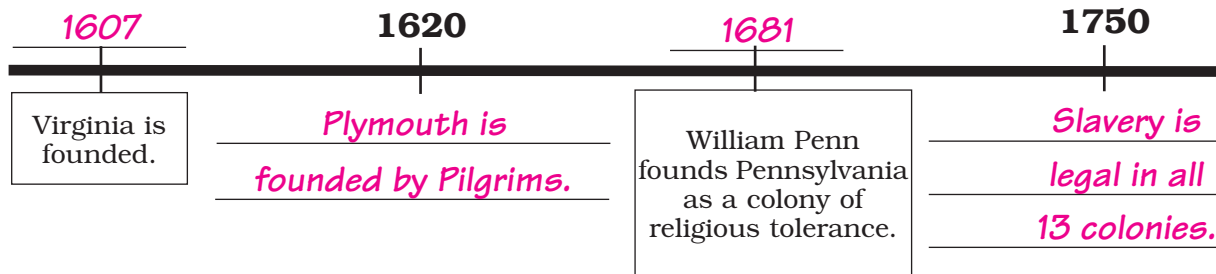 1607
1620
1681
1750
Virginia is
founded.
Plymouth is
founded by Pilgrims.
William Penn
founds Pennsylvania
as a colony of
religious tolerance.
Slavery is
legal in all
13 colonies.